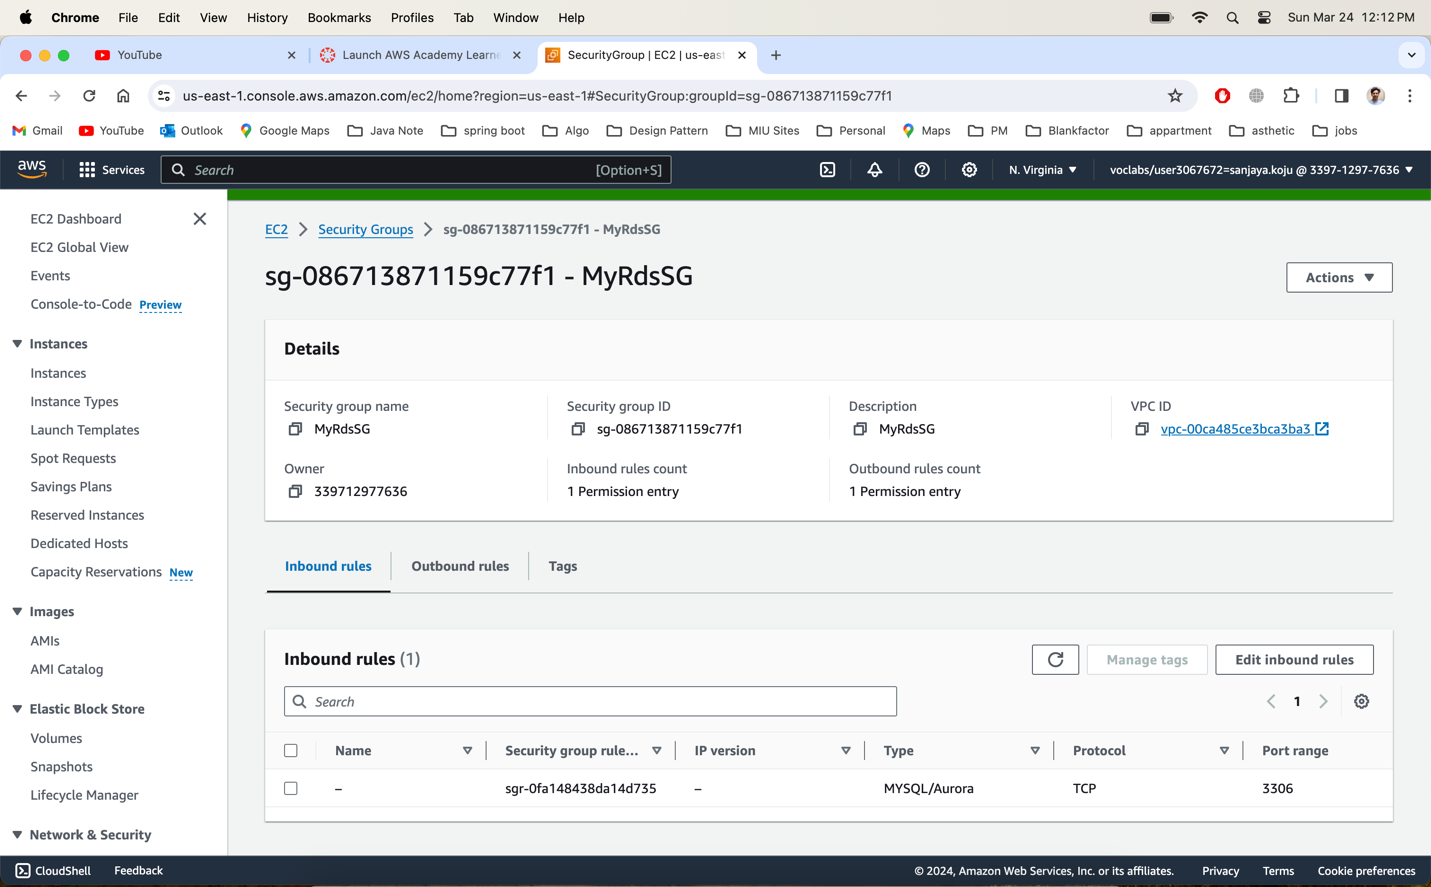 Chrome File Edit View History Bookmarks Profiles Tab Window Help Sun Mar 24 12:12 PM
YouTube Launch AWS Academy Learne SecurityGroup | EC2 | us-east
us-east-1.console.aws.amazon.com/ec2/home?region=us-east-1#SecurityGroup:groupId=sg-086713871159c77f1
Gmail YouTube Outlook Google Maps Java Note spring boot Algo Design Pattern MIU Sites Personal Maps PM Blankfactor appartment asthetic jobs
aws Services Search [Option+S] N. Virginia voclabs/user3067672=sanjaya.koju @ 3397-1297-7636
EC2 Dashboard
EC2 Global View
Events
Console-to-Code Preview
Instances
Instances
Instance Types
Launch Templates
Spot Requests
Savings Plans
Reserved Instances
Dedicated Hosts
Capacity Reservations New
Images
AMIs
AMI Catalog
Elastic Block Store
Volumes
Snapshots
Lifecycle Manager
Network & Security
EC2 Security Groups sg-086713871159c77f1 - MyRdsSG
sg-086713871159c77f1 - MyRdsSG
Actions
Details
Security group name Security group ID Description VPC ID
MyRdsSG sg-086713871159c77f1 MyRdsSG vpc-00ca485ce3bca3ba3
Owner Inbound rules count Outbound rules count
339712977636 1 Permission entry 1 Permission entry
Inbound rules Outbound rules Tags
Inbound rules (1) Manage tags Edit inbound rules
Search 1
Name Security group rule... IP version Type Protocol Port range
– sgr-0fa148438da14d735 – MYSQL/Aurora TCP 3306
CloudShell Feedback © 2024, Amazon Web Services, Inc. or its affiliates. Privacy Terms Cookie preferences